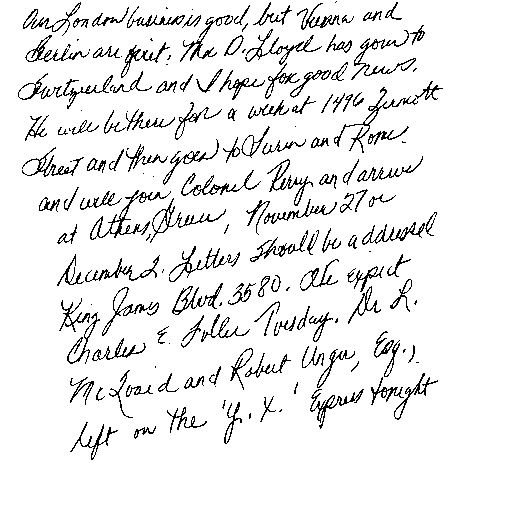 Our London business is good, but Vienna and
Berlin are quiet. Mr. D. Lloyd has gone to
Switzerland and I hope for good news.
He will be there for a week at 1496 Zermott
Street and then goes to Turin and Rome
and will join Colonel Perry and arrive
at Athens, Greece, November 27 or
December 2. Letters should be addressed
King James Blvd. 3580. We expect
Charles E. Fuller Tuesday. Dr. L.
McQuaid and Robert Unger, Esq.,
left on the 'Y. X.' Express tonight